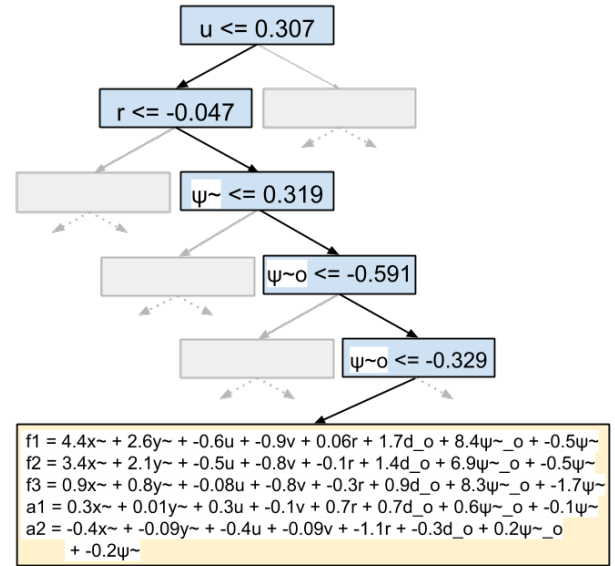 u <= 0.307
r <= -0.047
ψ~ <= 0.319
ψ~o <= -0.591
ψ~o <= -0.329
f1 = 4.4x~ + 2.6y~ + -0.6u + -0.9v + 0.06r + 1.7d_o + 8.4ψ~_o + -0.5ψ~
f2 = 3.4x~ + 2.1y~ + -0.5u + -0.8v + -0.1r + 1.4d_o + 6.9ψ~_o + -0.5ψ~
f3 = 0.9x~ + 0.8y~ + -0.08u + -0.8v + -0.3r + 0.9d_o + 8.3ψ~_o + -1.7ψ~
a1 = 0.3x~ + 0.01y~ + 0.3u + -0.1v + 0.7r + 0.7d_o + 0.6ψ~_o + -0.1ψ~
a2 = -0.4x~ + -0.09y~ + -0.4u + -0.09v + -1.1r + -0.3d_o + 0.2ψ~_o
+ -0.2ψ~